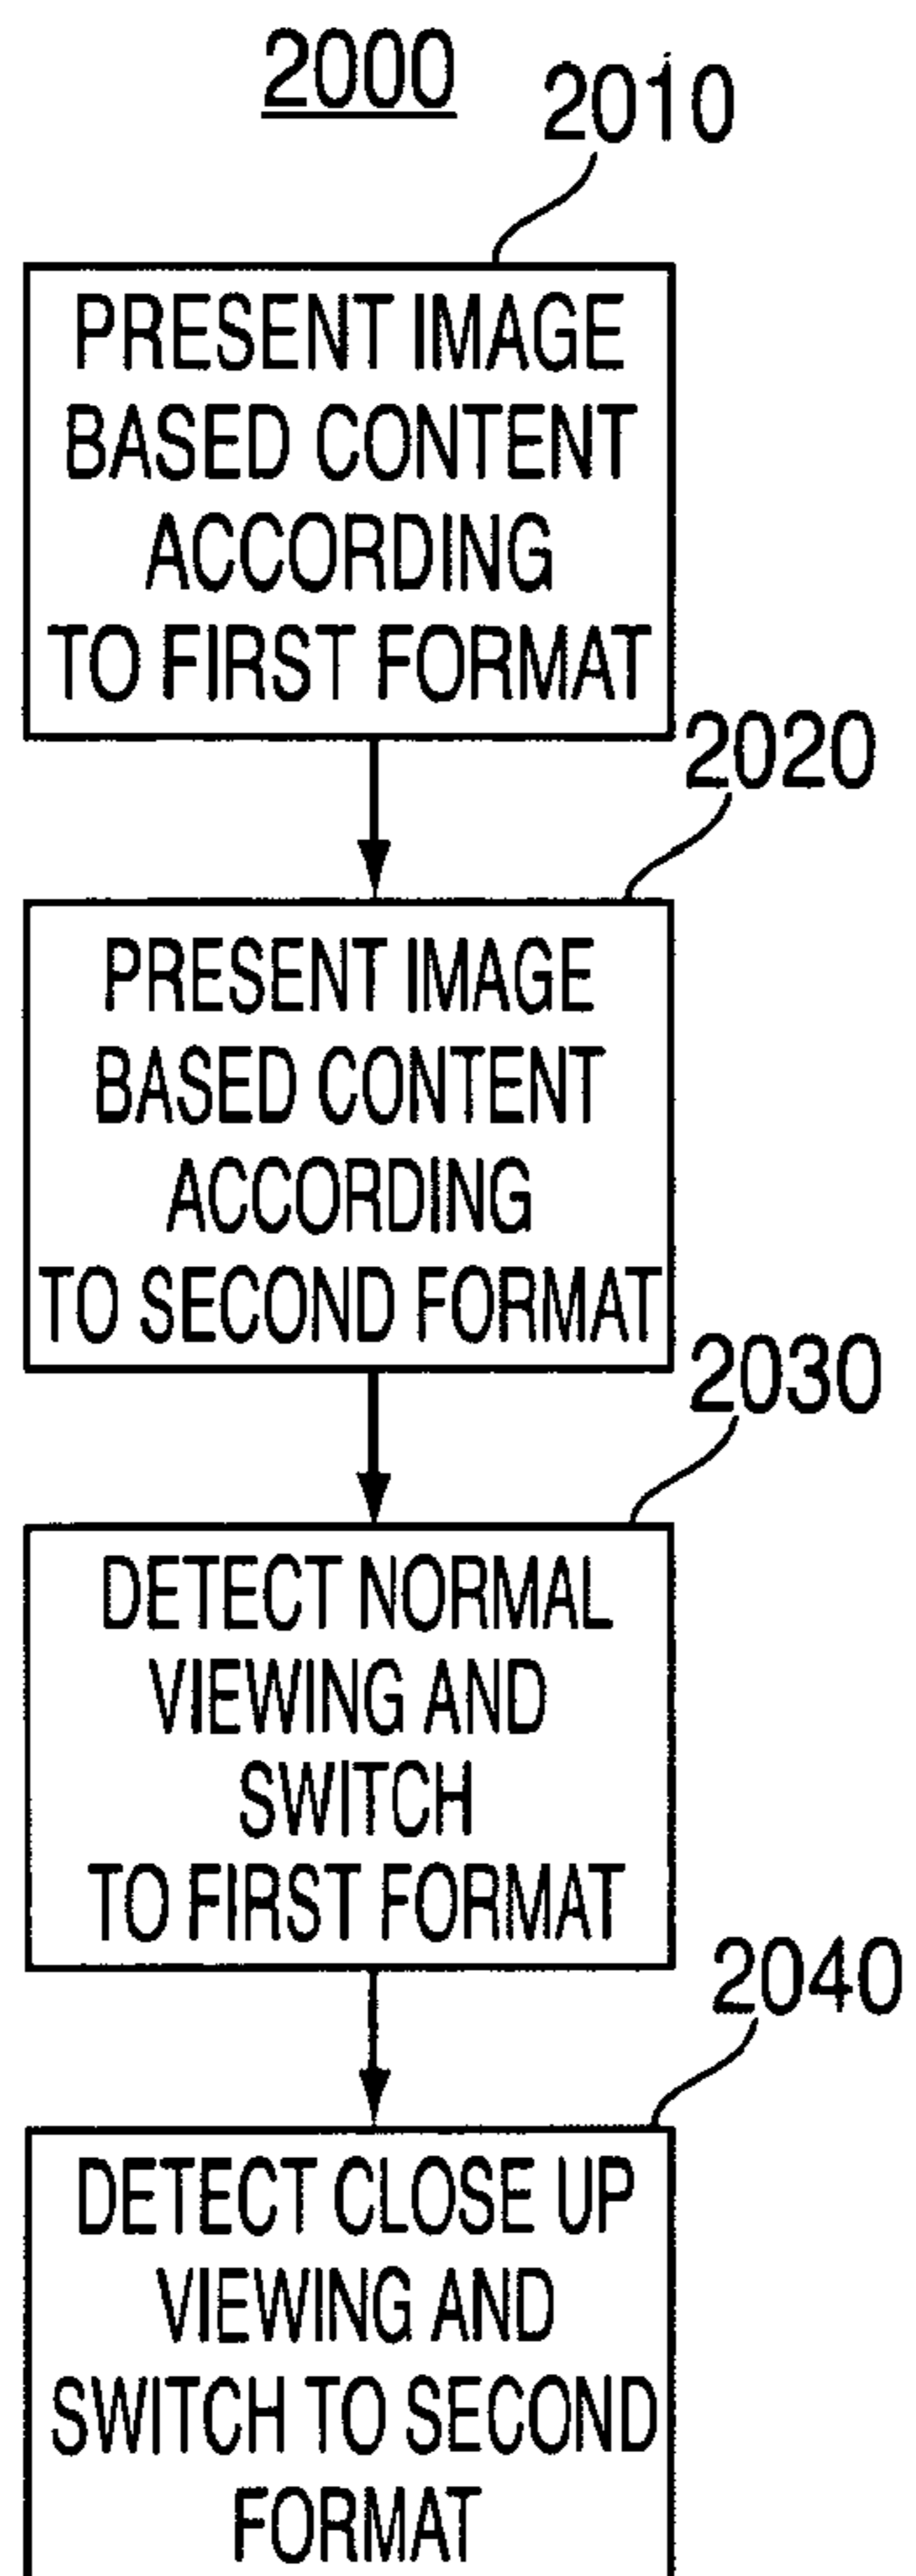 2000
2010
PRESENT IMAGE
BASED CONTENT
ACCORDING
TO FIRST FORMAT
2020
PRESENT IMAGE
BASED CONTENT
ACCORDING
TO SECOND FORMAT
2030
DETECT NORMAL
VIEWING AND
SWITCH
TO FIRST FORMAT
2040
DETECT CLOSE UP
VIEWING AND
SWITCH TO SECOND
FORMAT